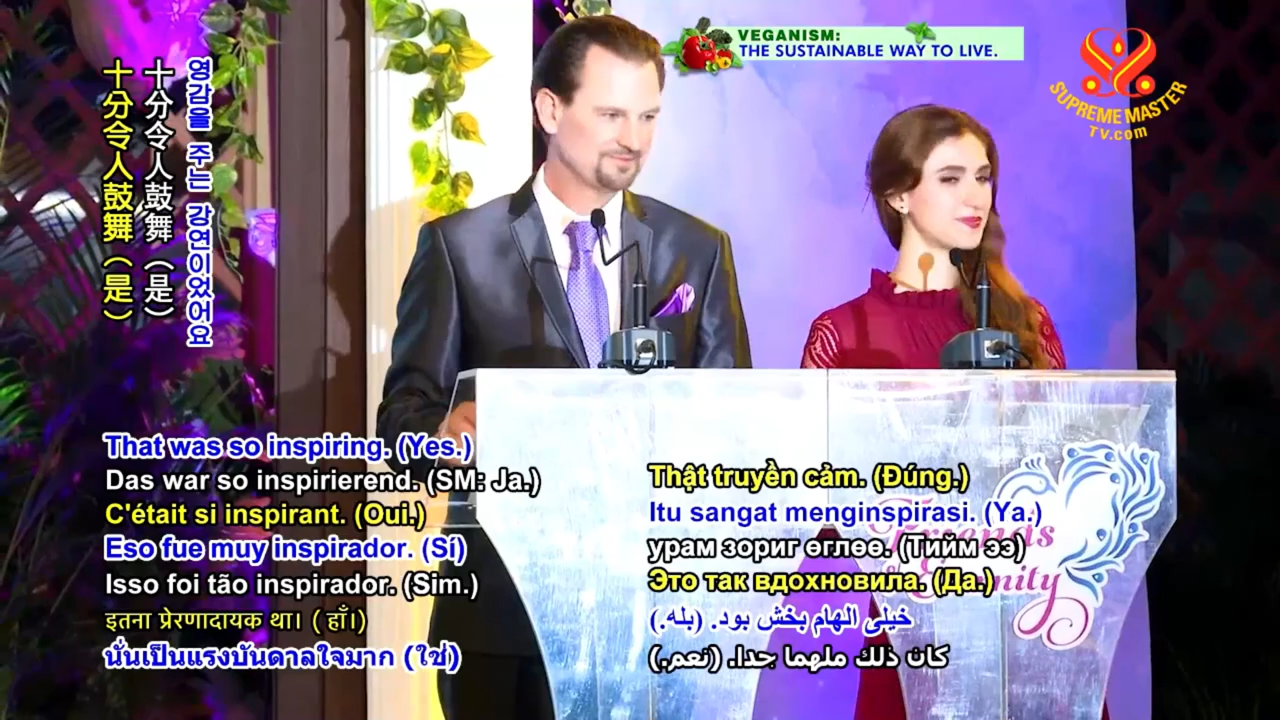 VEGANISM:
THE SUSTAINABLE WAY TO LIVE.
SUPREME MASTER
TV.com
영감을 주는 강연이었어요
十分令人鼓舞（是）
十分令人鼓舞（是）
That was so inspiring. (Yes.)
Das war so inspirierend. (SM: Ja.)
C'était si inspirant. (Oui.)
Eso fue muy inspirador. (Sí)
Isso foi tão inspirador. (Sim.)
इतना प्रेरणादायक था। ( हाँ।)
นั่นเป็นแรงบันดาลใจมาก (ใช่)
Thật truyền cảm. (Đúng.)
Itu sangat menginspirasi. (Ya.)
урам зориг өглөө. (Тийм ээ)
Это так вдохновила. (Да.)
خیلی الهام بخش بود. (بله.)
كان ذلك ملهما جدا. (نعم.)